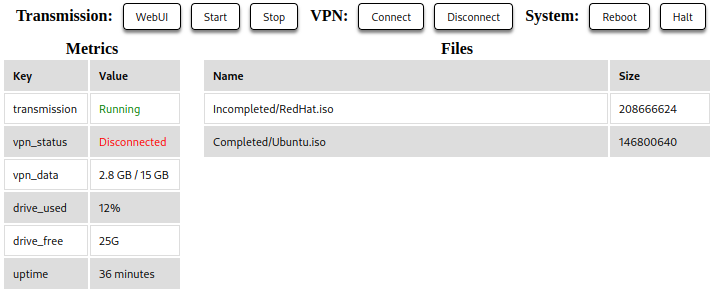 Transmission: WebUI Start Stop VPN: Connect Disconnect System: Reboot Halt
Metrics
Key Value
transmission Running
vpn_status Disconnected
vpn_data 2.8 GB / 15 GB
drive_used 12%
drive_free 25G
uptime 36 minutes
Files
Name Size
Incompleted/RedHat.iso 208666624
Completed/Ubuntu.iso 146800640